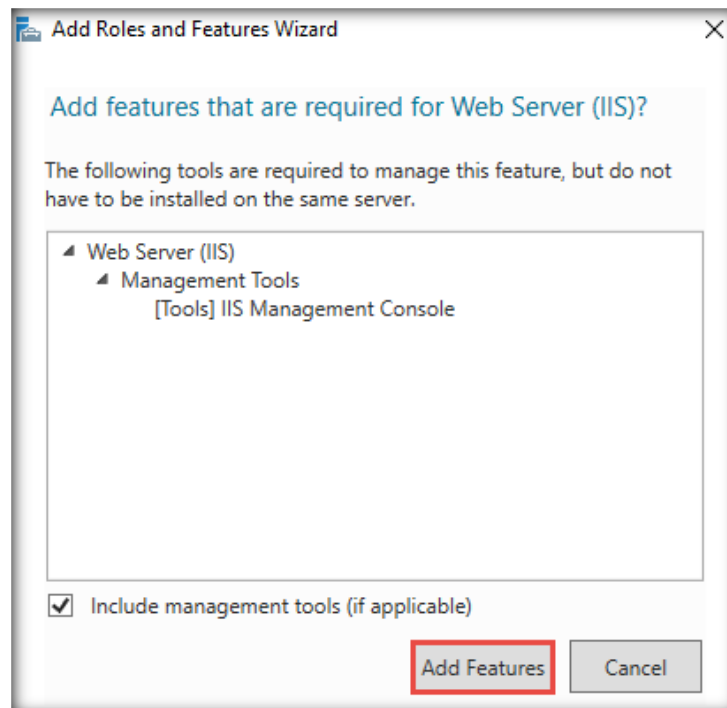 Add Roles and Features Wizard
Add features that are required for Web Server (IIS)?
The following tools are required to manage this feature, but do not
have to be installed on the same server.
Web Server (IIS)
Management Tools
[Tools] IIS Management Console
Include management tools (if applicable)
Add Features
Cancel